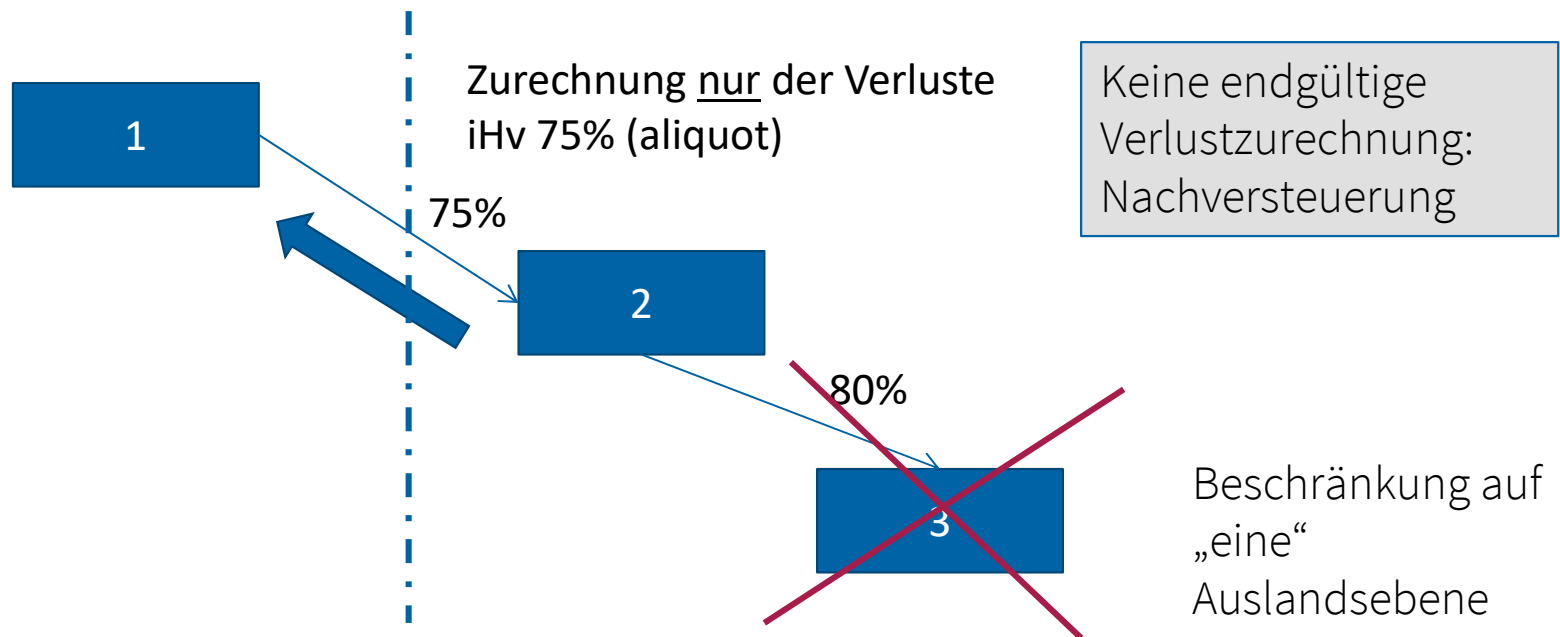 Zurechnung nur der Verluste
iHv 75% (aliquot)
Keine endgültige
Verlustzurechnung:
Nachversteuerung
1
75%
2
80%
3
Beschränkung auf
„eine“
Auslandsebene